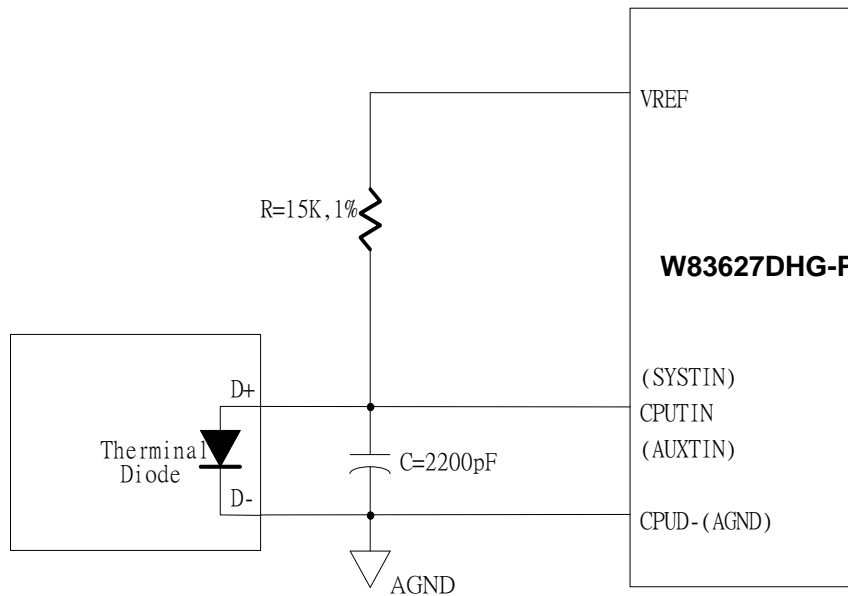 VREF
R=15K,1%
W83627DHG-P
(SYSTIN)
D+
CPUTIN
Therminal
Diode
(AUXTIN)
C=2200pF
D-
CPUD-(AGND)
AGND